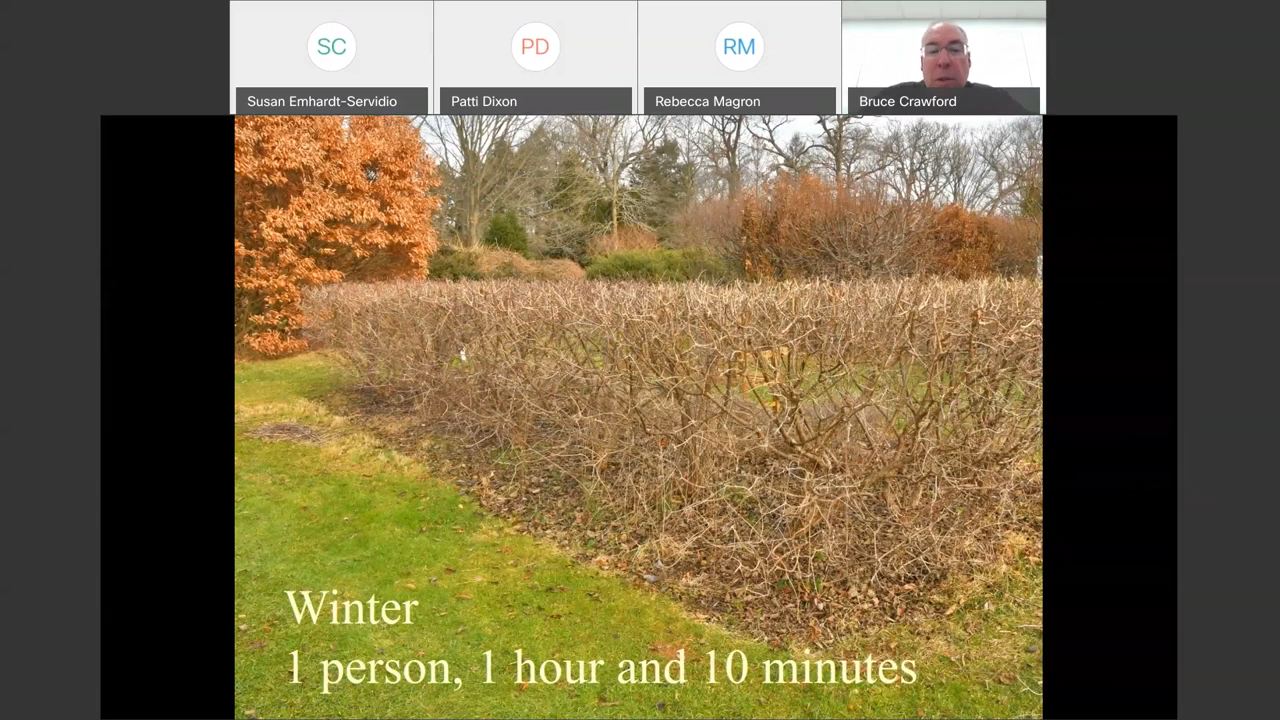 SC
PD
RM
Susan Emhardt-Servidio
Patti Dixon
Rebecca Magron
Bruce Crawford
Winter
1 person, 1 hour and 10 minutes